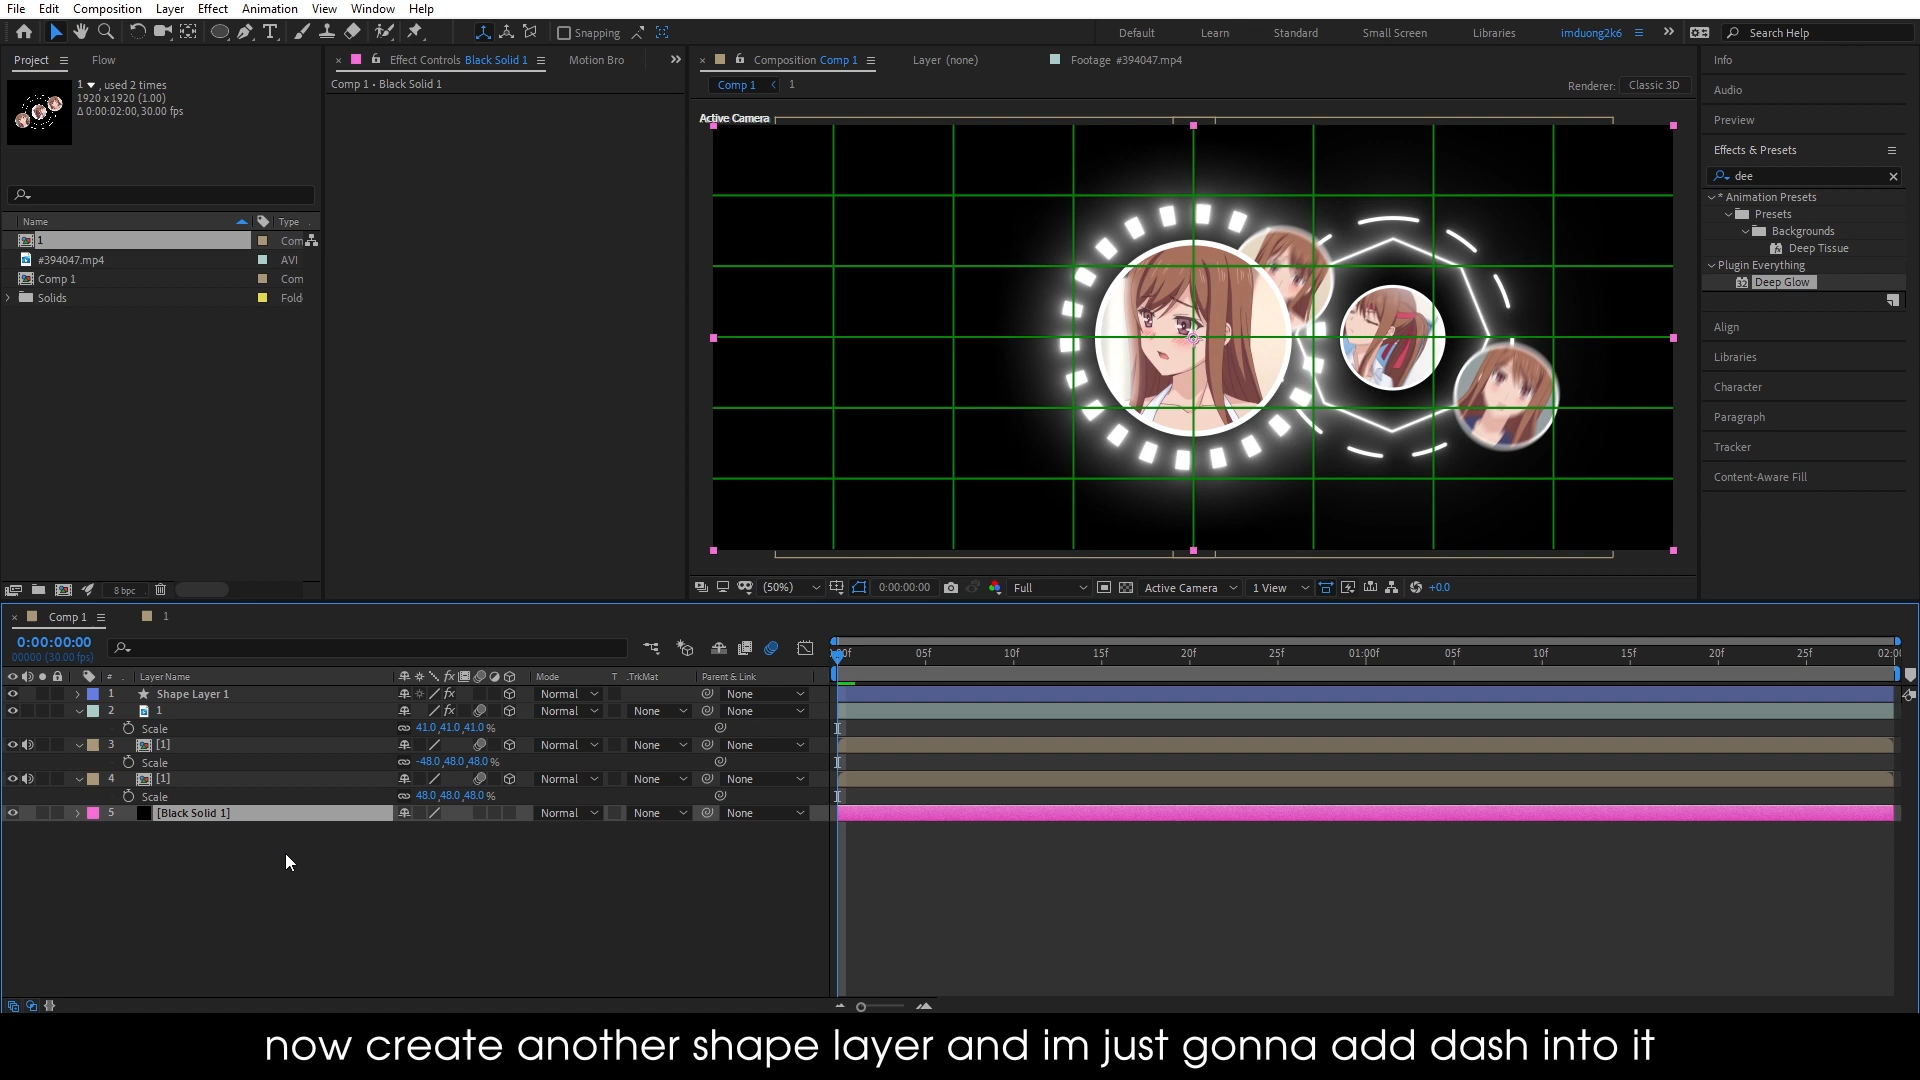 File Edit Composition Layer Effect Animation View Window Help
Snapping
Default Learn Standard Small Screen Libraries imduong2k6 Search Help
Project Flow
1 , used 2 times
1920 x 1920 (1.00)
Δ 0:00:02:00, 30.00 fps
Name Type
1 Com
#394047.mp4 AVI
Comp 1 Com
Solids Fold
8 bpc
Effect Controls Black Solid 1 Motion Bro
Comp 1 • Black Solid 1
Composition Comp 1 Layer (none) Footage #394047.mp4
Comp 1 1
Renderer: Classic 3D
Active Camera
(50%) 0:00:00:00 Full Active Camera 1 View +0.0
Info
Audio
Preview
Effects & Presets
dee
* Animation Presets
Presets
Backgrounds
Deep Tissue
Plugin Everything
32 Deep Glow
Align
Libraries
Character
Paragraph
Tracker
Content-Aware Fill
Comp 1 1
0:00:00:00
00000 (30.00 fps)
05f 10f 15f 20f 25f 01:00f 05f 10f 15f 20f 25f 02:00
# Layer Name Mode T .TrkMat Parent & Link
1 Shape Layer 1 Normal None
2 1 Normal None None
Scale 41.0,41.0,41.0 %
3 [1] Normal None None
Scale -48.0,48.0,48.0 %
4 [1] Normal None None
Scale 48.0,48.0,48.0 %
5 [Black Solid 1] Normal None None
now create another shape layer and im just gonna add dash into it